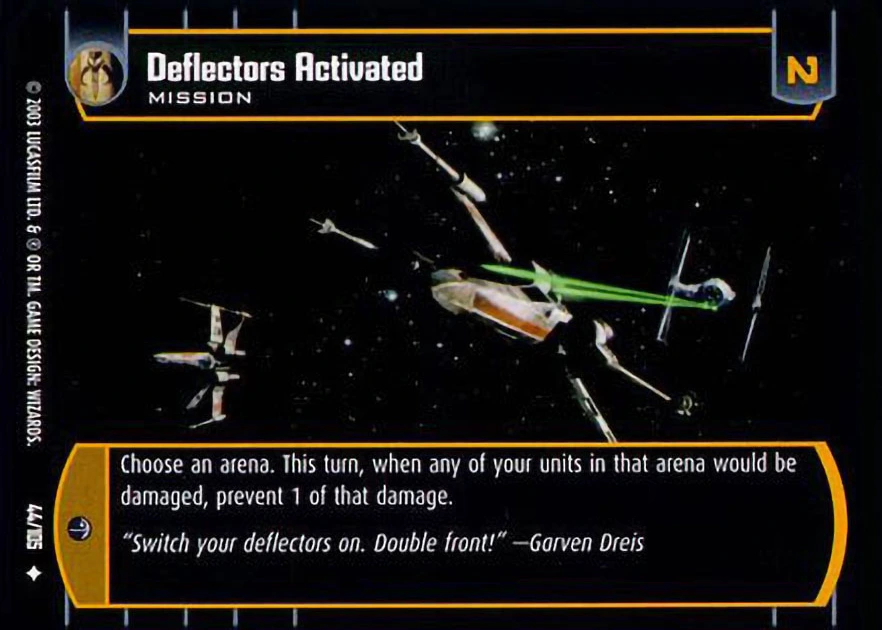 Deflectors Activated
MISSION
2
Choose an arena. This turn, when any of your units in that arena would be
damaged, prevent 1 of that damage.
“Switch your deflectors on. Double front!” —Garven Dreis
© 2003 LUCASFILM LTD. & ® OR TM. GAME DESIGN: WIZARDS.
44/105